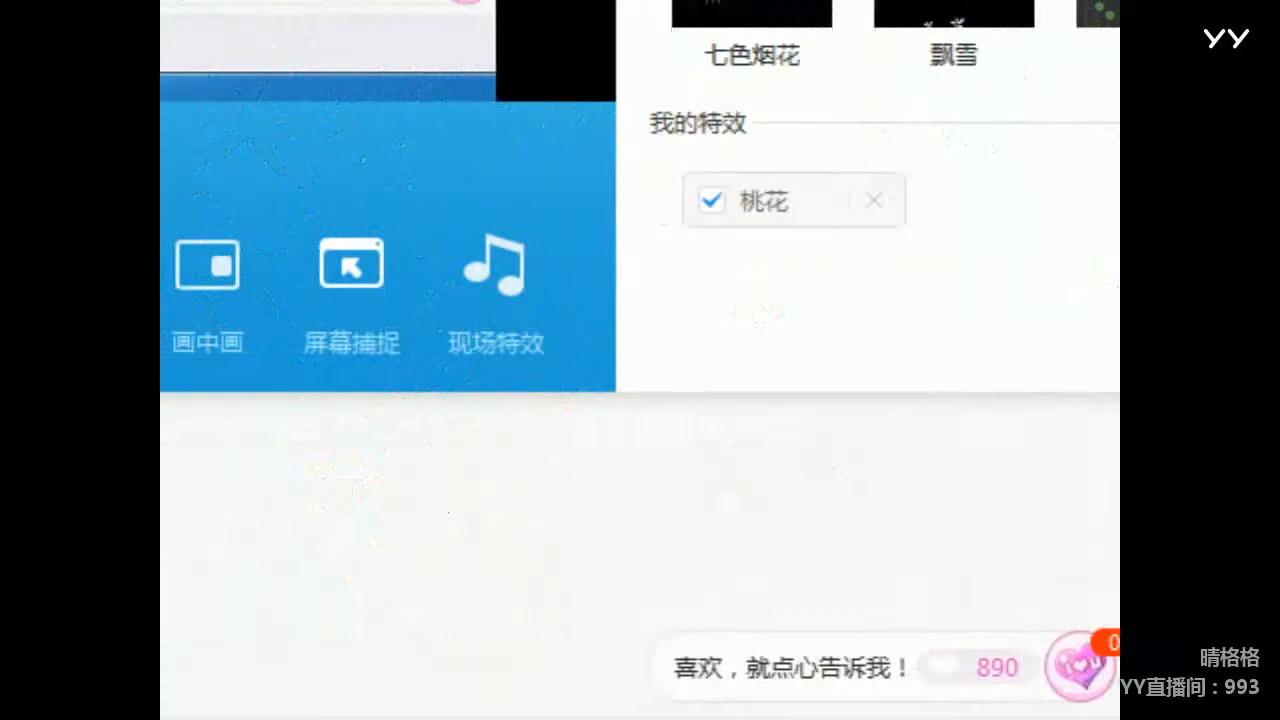 YY
七色烟花
飘雪
我的特效
桃花
画中画
屏幕捕捉
现场特效
喜欢，就点心告诉我！
890
0
晴格格
YY直播间：993